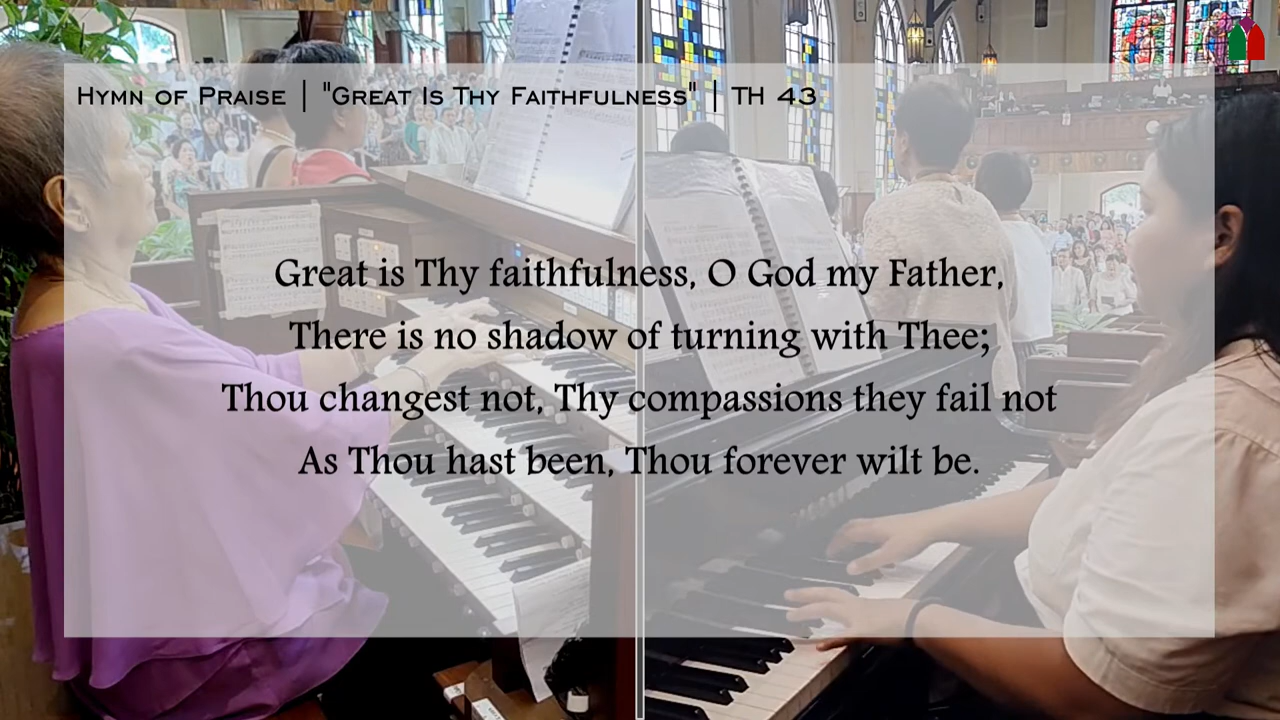 Hymn of Praise | "Great Is Thy Faithfulness" | TH 43
Great is Thy faithfulness, O God my Father,
There is no shadow of turning with Thee;
Thou changest not, Thy compassions they fail not
As Thou hast been, Thou forever wilt be.